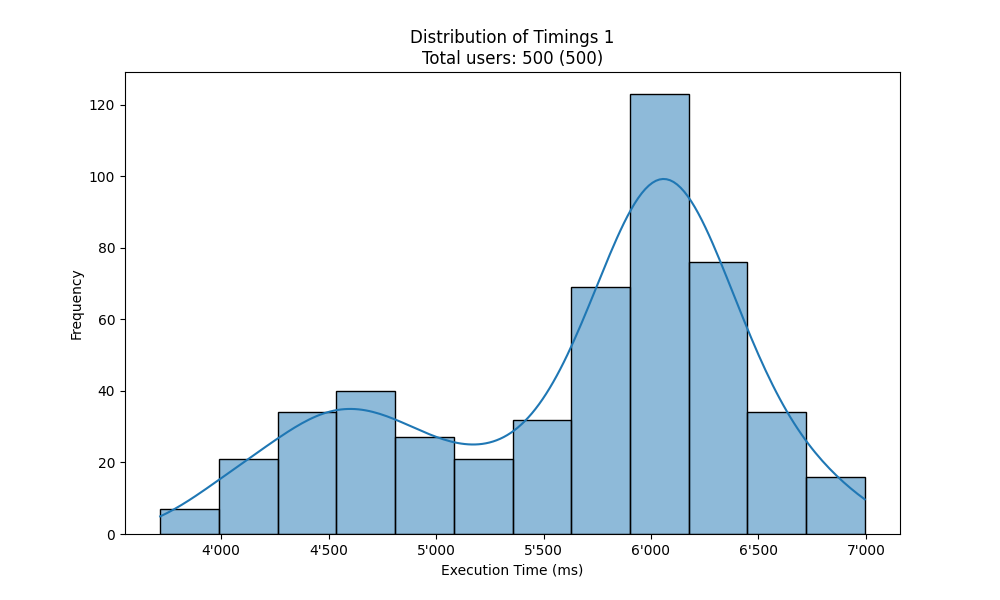 Distribution of Timings 1
Total users: 500 (500)
120
100
80
60
40
20
0
Frequency
4'000 4'500 5'000 5'500 6'000 6'500 7'000
Execution Time (ms)